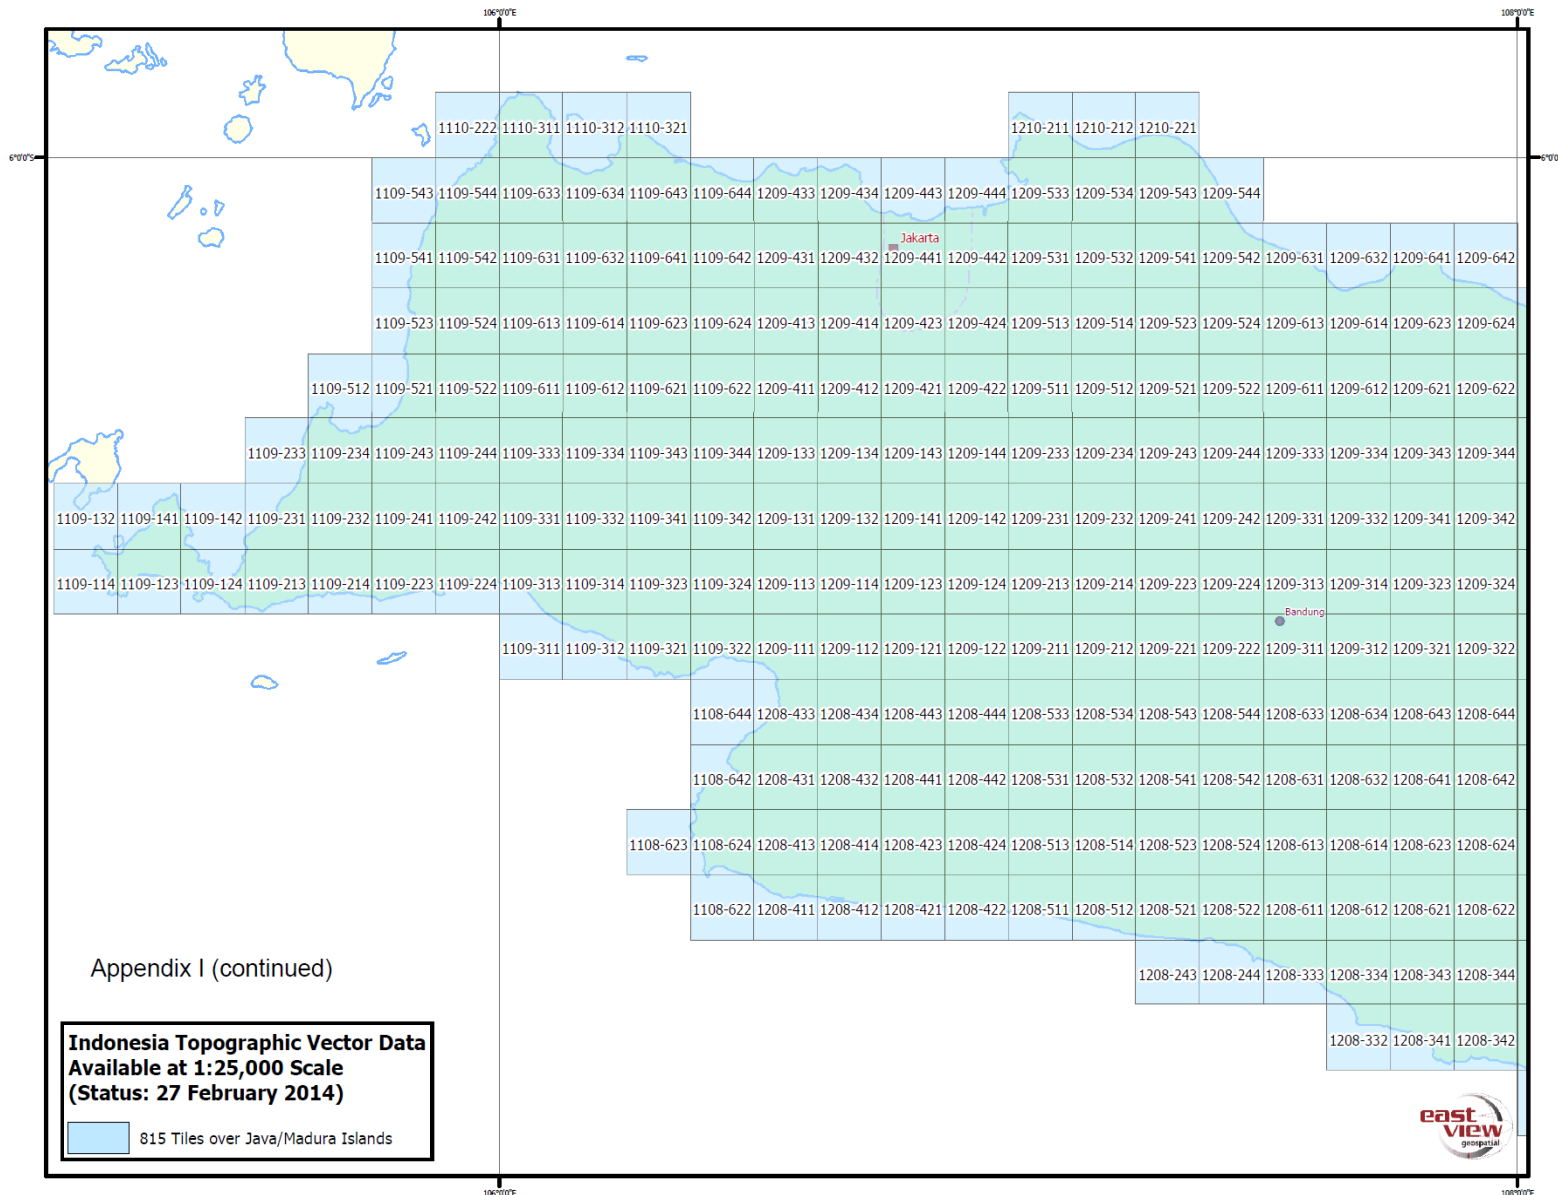 106°0'0"E 108°0'0"E
1110-222 1110-311 1110-312 1110-321 1210-211 1210-212 1210-221
6°0'0"S
1109-543 1109-544 1109-633 1109-634 1109-643 1109-644 1209-433 1209-434 1209-443 1209-444 1209-533 1209-534 1209-543 1209-544
Jakarta
1109-541 1109-542 1109-631 1109-632 1109-641 1109-642 1209-431 1209-432 1209-441 1209-442 1209-531 1209-532 1209-541 1209-542 1209-631 1209-632 1209-641 1209-642
1109-523 1109-524 1109-613 1109-614 1109-623 1109-624 1209-413 1209-414 1209-423 1209-424 1209-513 1209-514 1209-523 1209-524 1209-613 1209-614 1209-623 1209-624
1109-512 1109-521 1109-522 1109-611 1109-612 1109-621 1109-622 1209-411 1209-412 1209-421 1209-422 1209-511 1209-512 1209-521 1209-522 1209-611 1209-612 1209-621 1209-622
1109-233 1109-234 1109-243 1109-244 1109-333 1109-334 1109-343 1109-344 1209-133 1209-134 1209-143 1209-144 1209-233 1209-234 1209-243 1209-244 1209-333 1209-334 1209-343 1209-344
1109-132 1109-141 1109-142 1109-231 1109-232 1109-241 1109-242 1109-331 1109-332 1109-341 1109-342 1209-131 1209-132 1209-141 1209-142 1209-231 1209-232 1209-241 1209-242 1209-331 1209-332 1209-341 1209-342
1109-114 1109-123 1109-124 1109-213 1109-214 1109-223 1109-224 1109-313 1109-314 1109-323 1109-324 1209-113 1209-114 1209-123 1209-124 1209-213 1209-214 1209-223 1209-224 1209-313 1209-314 1209-323 1209-324
Bandung
1109-311 1109-312 1109-321 1109-322 1209-111 1209-112 1209-121 1209-122 1209-211 1209-212 1209-221 1209-222 1209-311 1209-312 1209-321 1209-322
1108-644 1208-433 1208-434 1208-443 1208-444 1208-533 1208-534 1208-543 1208-544 1208-633 1208-634 1208-643 1208-644
1108-642 1208-431 1208-432 1208-441 1208-442 1208-531 1208-532 1208-541 1208-542 1208-631 1208-632 1208-641 1208-642
1108-623 1108-624 1208-413 1208-414 1208-423 1208-424 1208-513 1208-514 1208-523 1208-524 1208-613 1208-614 1208-623 1208-624
1108-622 1208-411 1208-412 1208-421 1208-422 1208-511 1208-512 1208-521 1208-522 1208-611 1208-612 1208-621 1208-622
Appendix I (continued)
1208-243 1208-244 1208-333 1208-334 1208-343 1208-344
1208-332 1208-341 1208-342
Indonesia Topographic Vector Data
Available at 1:25,000 Scale
(Status: 27 February 2014)
815 Tiles over Java/Madura Islands
east
view
geospatial
106°0'0"E 108°0'0"E